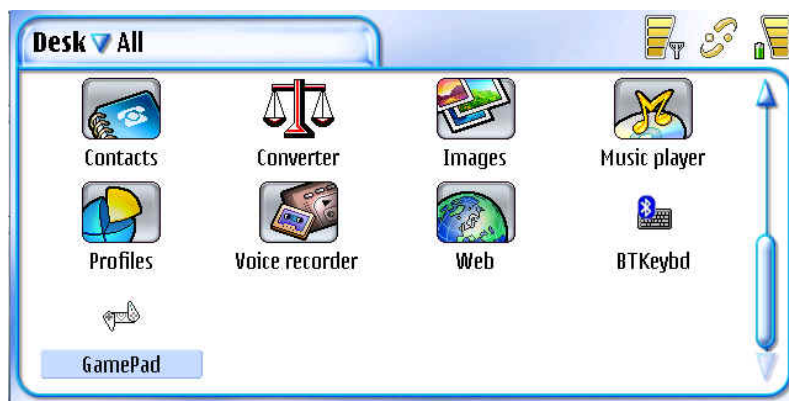 Desk All
Contacts Converter Images Music player
Profiles Voice recorder Web BTKeybd
GamePad